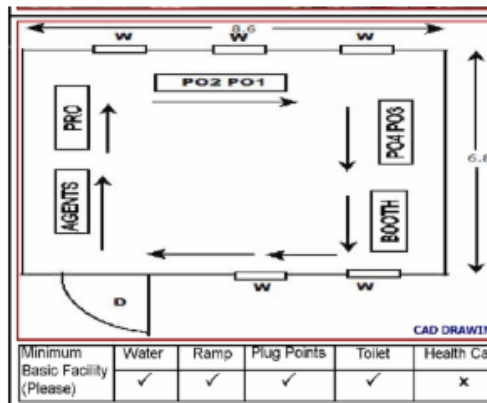 8.6
W W W
PO2 PO1
PRO
PO4 PO3
6.8
AGENTS
BOOTH
W W
D
CAD DRAWIN
Minimum Basic Facility (Please) Water Ramp Plug Points Toilet Health Ca
✓ ✓ ✓ ✓ x